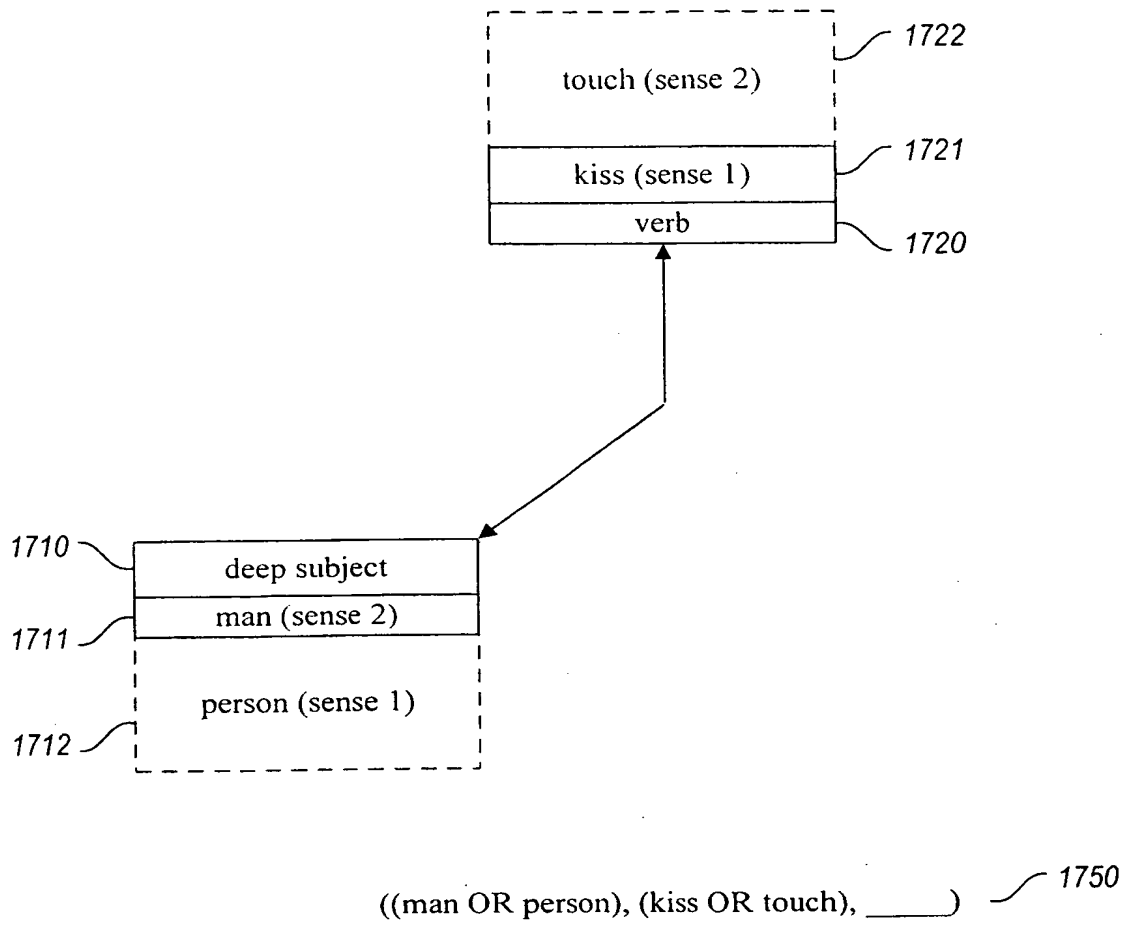 1722
touch (sense 2)
1721
kiss (sense 1)
verb
1720
1710
deep subject
man (sense 2)
1711
person (sense 1)
1712
1750
((man OR person), (kiss OR touch), ______)